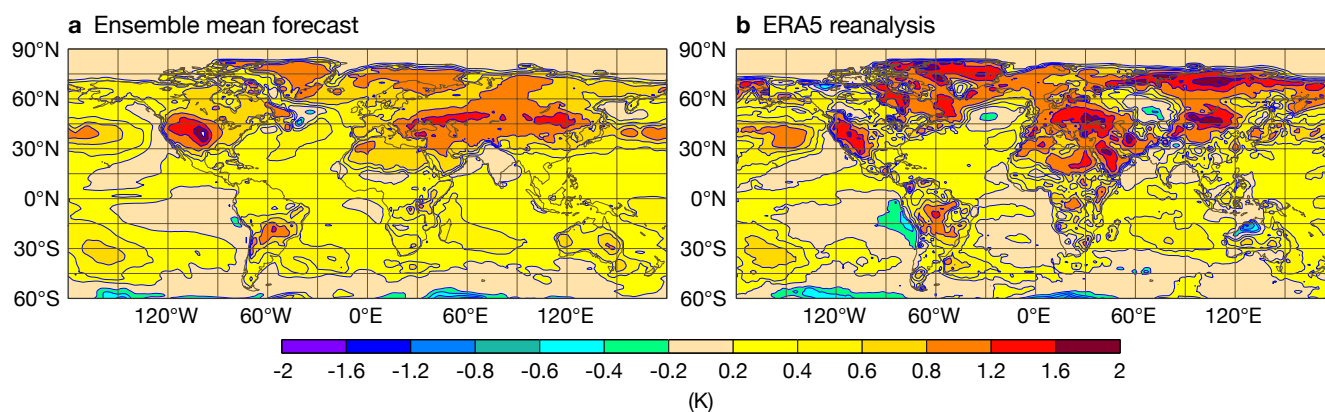 a Ensemble mean forecast
b ERA5 reanalysis
90°N
60°N
30°N
0°N
30°S
60°S
120°W 60°W 0°E 60°E 120°E
90°N
60°N
30°N
0°N
30°S
60°S
120°W 60°W 0°E 60°E 120°E
-2 -1.6 -1.2 -0.8 -0.6 -0.4 -0.2 0.2 0.4 0.6 0.8 1.2 1.6 2
(K)